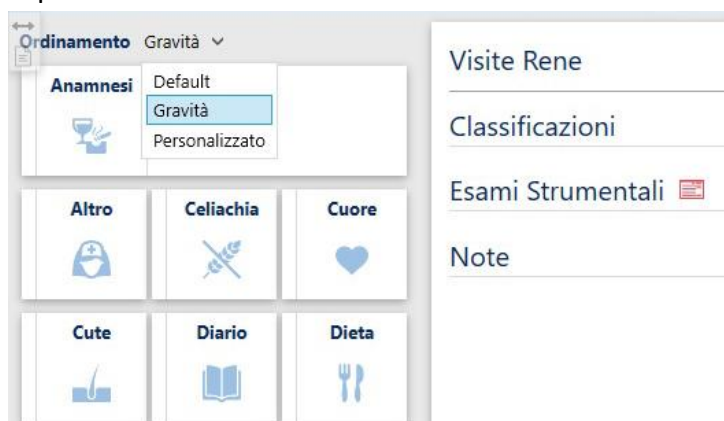 Ordinamento Gravità
Anamnesi
Default
Gravità
Personalizzato
Altro
Celiachia
Cuore
Cute
Diario
Dieta
Visite Rene
Classificazioni
Esami Strumentali
Note